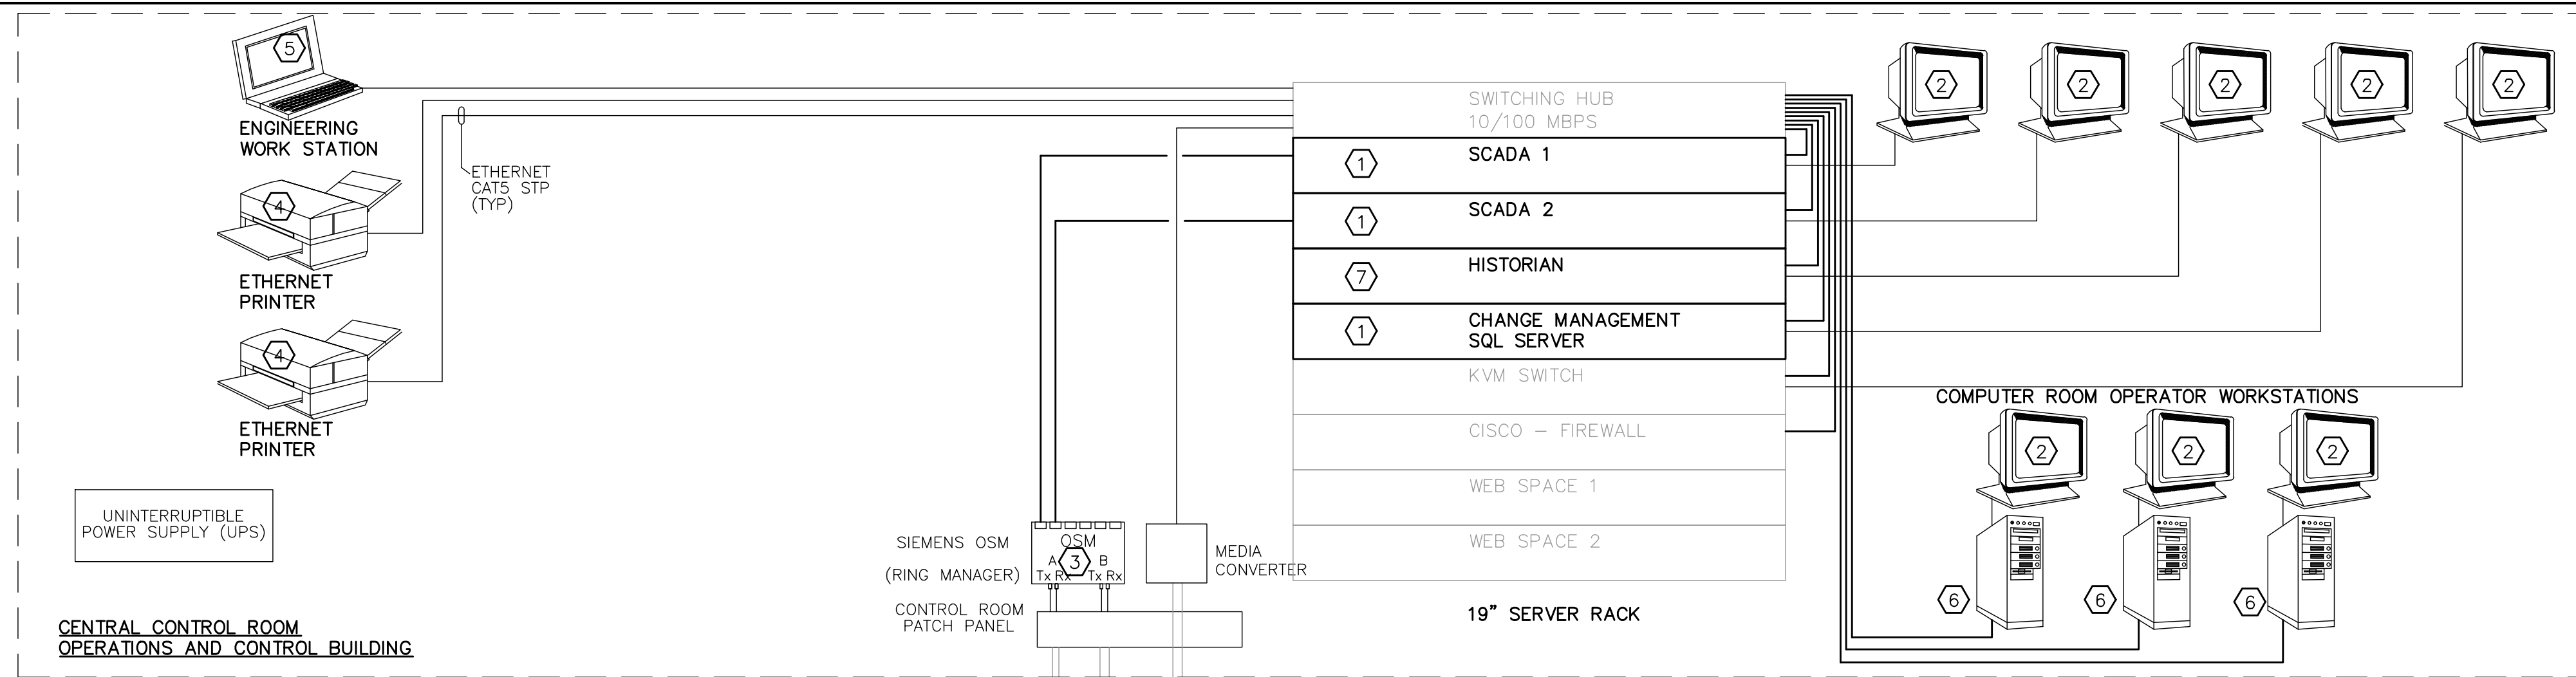 5
ENGINEERING
WORK STATION
ETHERNET
CAT5 STP
(TYP)
4
ETHERNET
PRINTER
4
ETHERNET
PRINTER
UNINTERRUPTIBLE
POWER SUPPLY (UPS)
CENTRAL CONTROL ROOM
OPERATIONS AND CONTROL BUILDING
SIEMENS OSM
(RING MANAGER)
OSM
A 3 B
Tx Rx Tx Rx
CONTROL ROOM
PATCH PANEL
MEDIA
CONVERTER
SWITCHING HUB
10/100 MBPS
1 SCADA 1
1 SCADA 2
7 HISTORIAN
1 CHANGE MANAGEMENT
SQL SERVER
KVM SWITCH
CISCO – FIREWALL
WEB SPACE 1
WEB SPACE 2
19” SERVER RACK
2 2 2 2 2
COMPUTER ROOM OPERATOR WORKSTATIONS
2 2 2
6 6 6